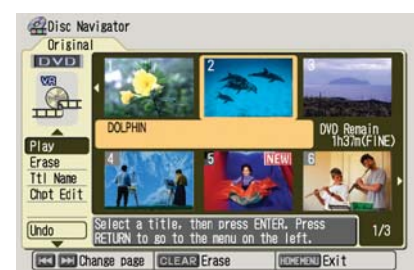 Disc Navigator
Original
DVD
VR
2
3
DOLPHIN
DVD Remain
1h37m(FINE)
Play
Erase
Ttl Name
Chpt Edit
Undo
4
5
NEW
6
Select a title, then press ENTER. Press
RETURN to go to the menu on the left.
1/3
Change page CLEAR Erase HOME MENU Exit